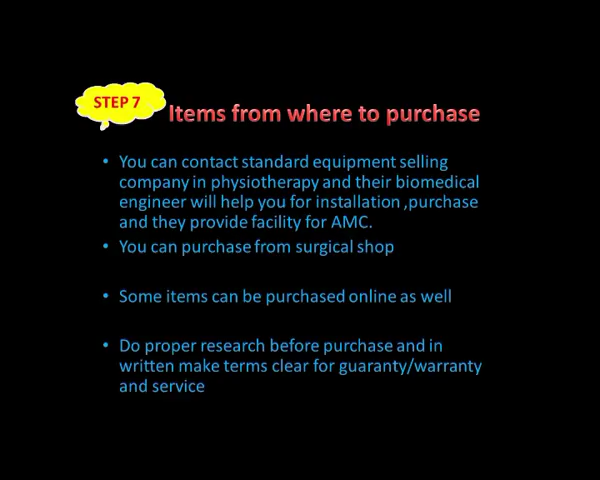 STEP 7
Items from where to purchase
• You can contact standard equipment selling
company in physiotherapy and their biomedical
engineer will help you for installation ,purchase
and they provide facility for AMC.
• You can purchase from surgical shop
• Some items can be purchased online as well
• Do proper research before purchase and in
written make terms clear for guaranty/warranty
and service